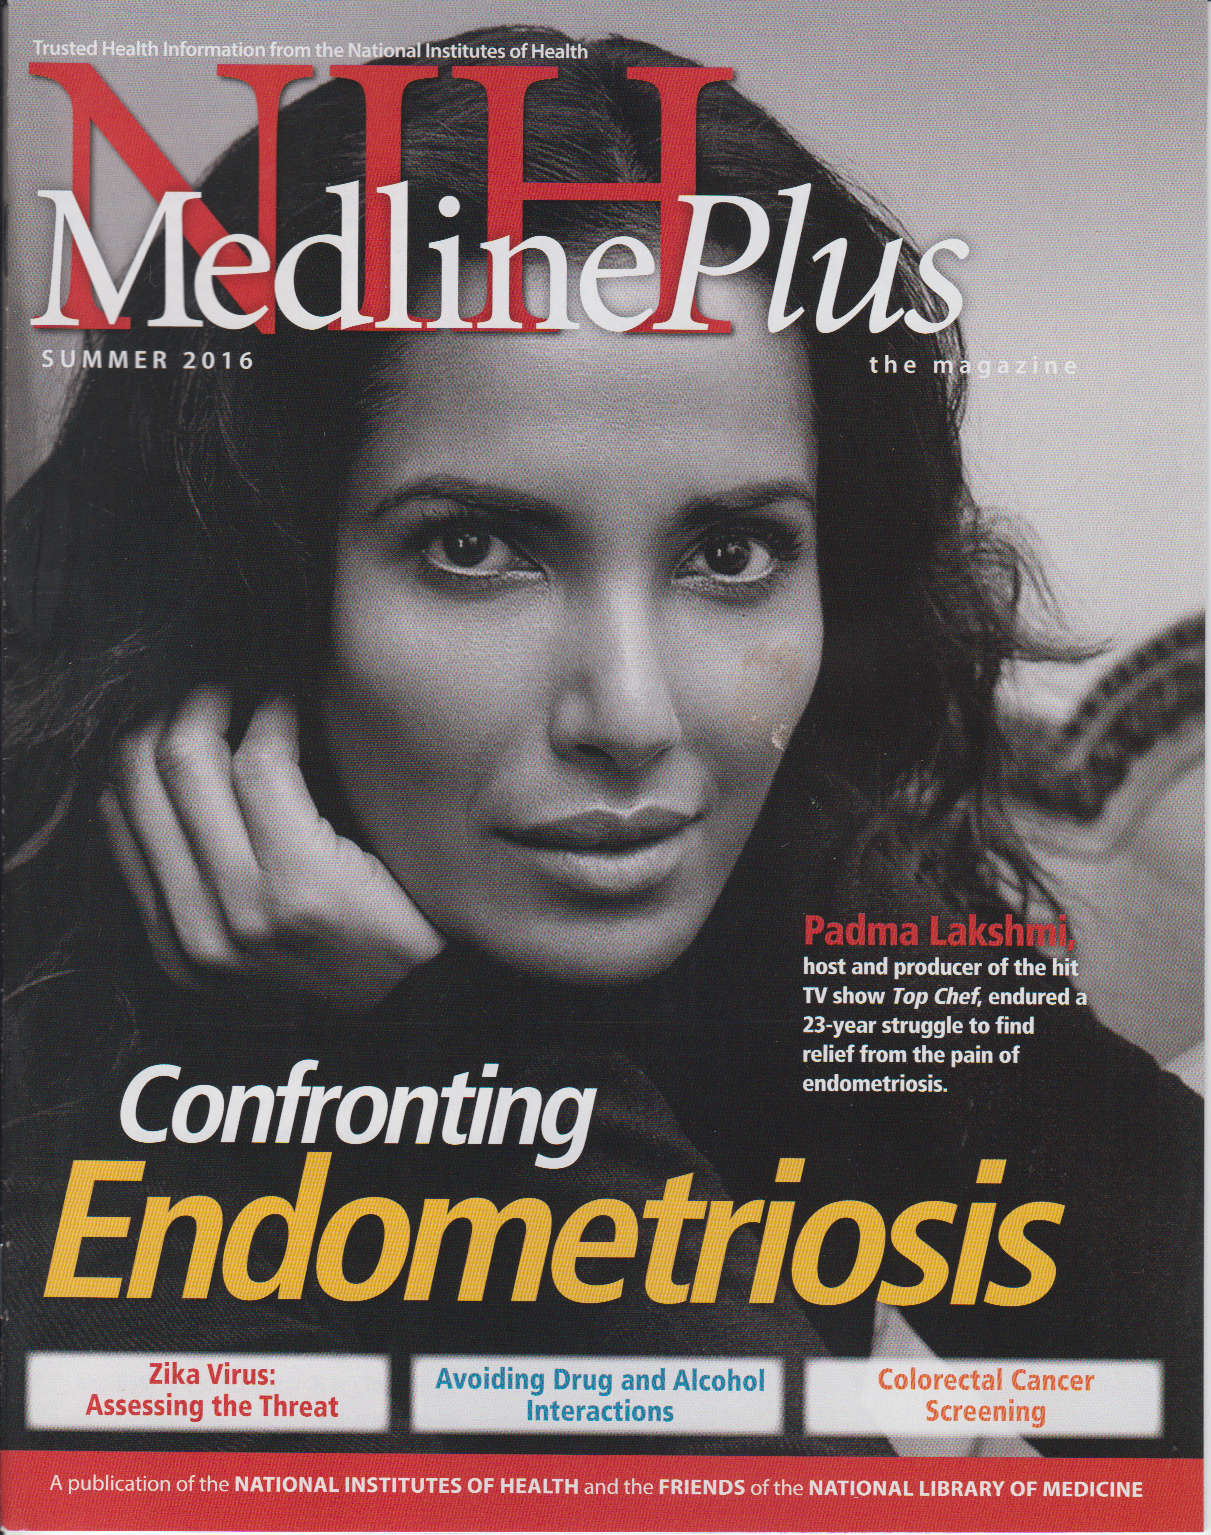 Trusted Health Information from the National Institutes of Health
NIH
MedlinePlus
SUMMER 2016
the magazine
Padma Lakshmi,
host and producer of the hit
TV show Top Chef, endured a
23-year struggle to find
relief from the pain of
endometriosis.
Confronting
Endometriosis
Zika Virus:
Assessing the Threat
Avoiding Drug and Alcohol
Interactions
Colorectal Cancer
Screening
A publication of the NATIONAL INSTITUTES OF HEALTH and the FRIENDS of the NATIONAL LIBRARY OF MEDICINE